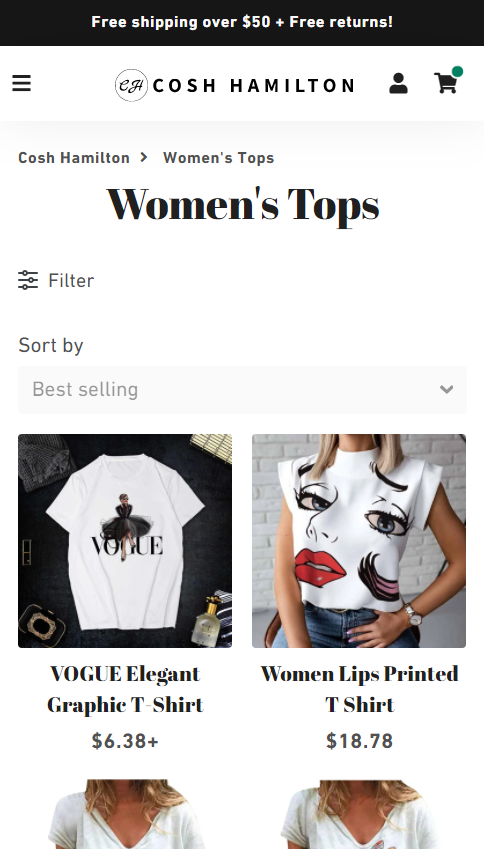 Free shipping over $50 + Free returns!
CH COSH HAMILTON
Cosh Hamilton > Women's Tops
Women's Tops
Filter
Sort by
Best selling
VOGUE
VOGUE Elegant
Graphic T-Shirt
$6.38+
Women Lips Printed
T Shirt
$18.78